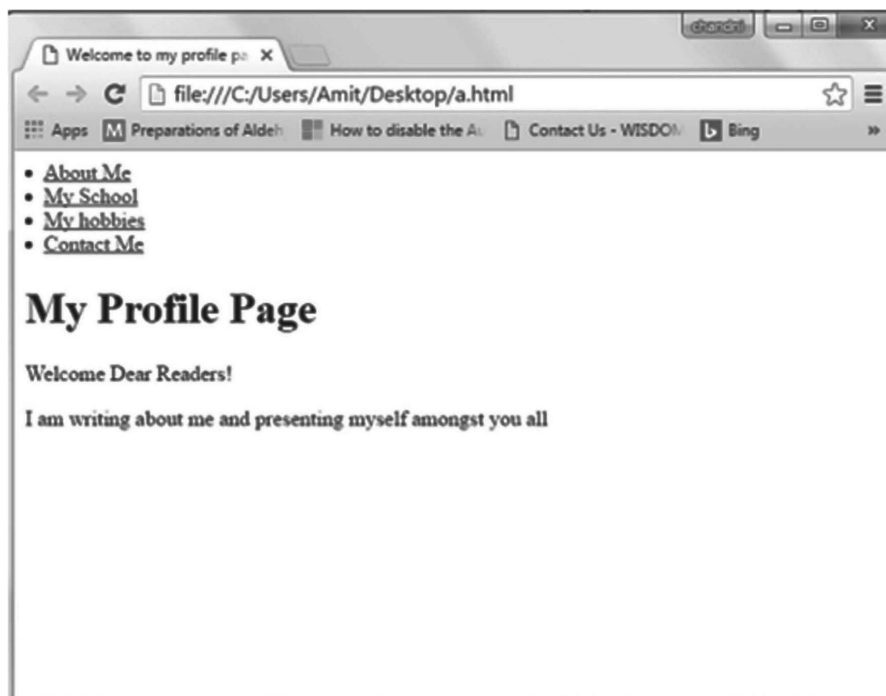 chandni
Welcome to my profile pa
file:///C:/Users/Amit/Desktop/a.html
Apps M Preparations of Aldeh How to disable the Au Contact Us - WISDOM Bing »
• About Me
• My School
• My hobbies
• Contact Me
My Profile Page
Welcome Dear Readers!
I am writing about me and presenting myself amongst you all